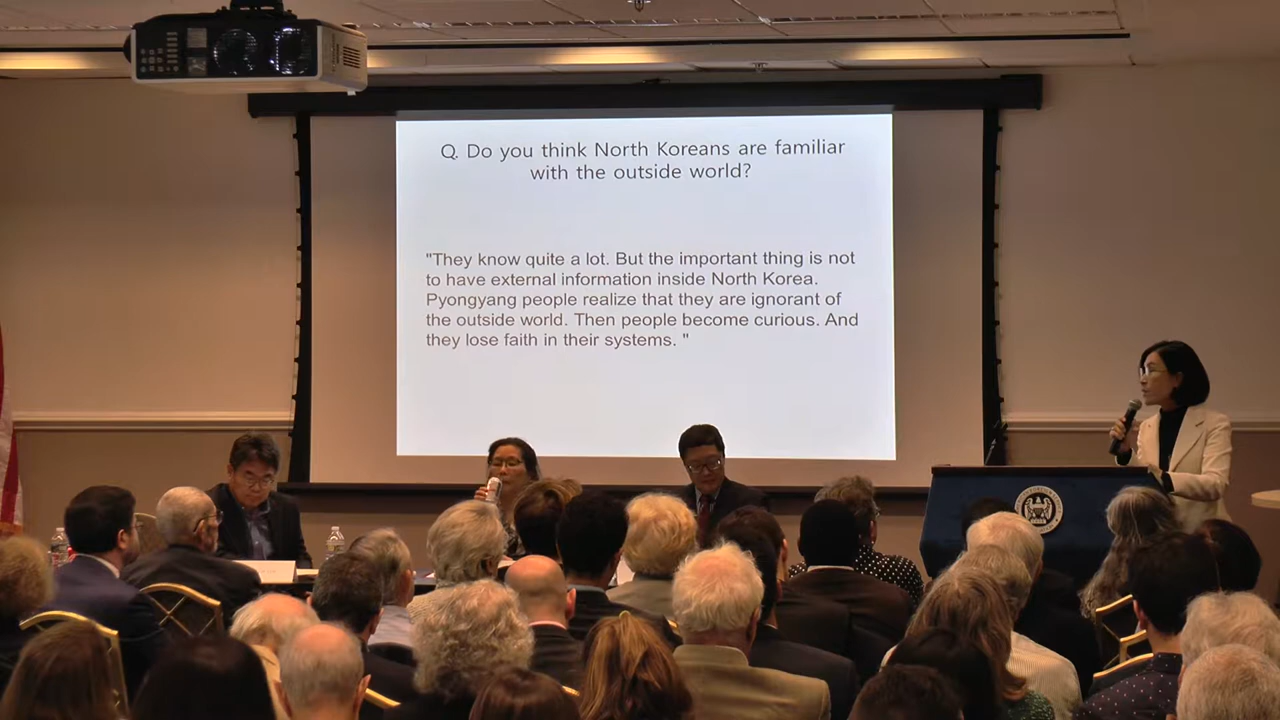 Q. Do you think North Koreans are familiar
with the outside world?
"They know quite a lot. But the important thing is not
to have external information inside North Korea.
Pyongyang people realize that they are ignorant of
the outside world. Then people become curious. And
they lose faith in their systems. "